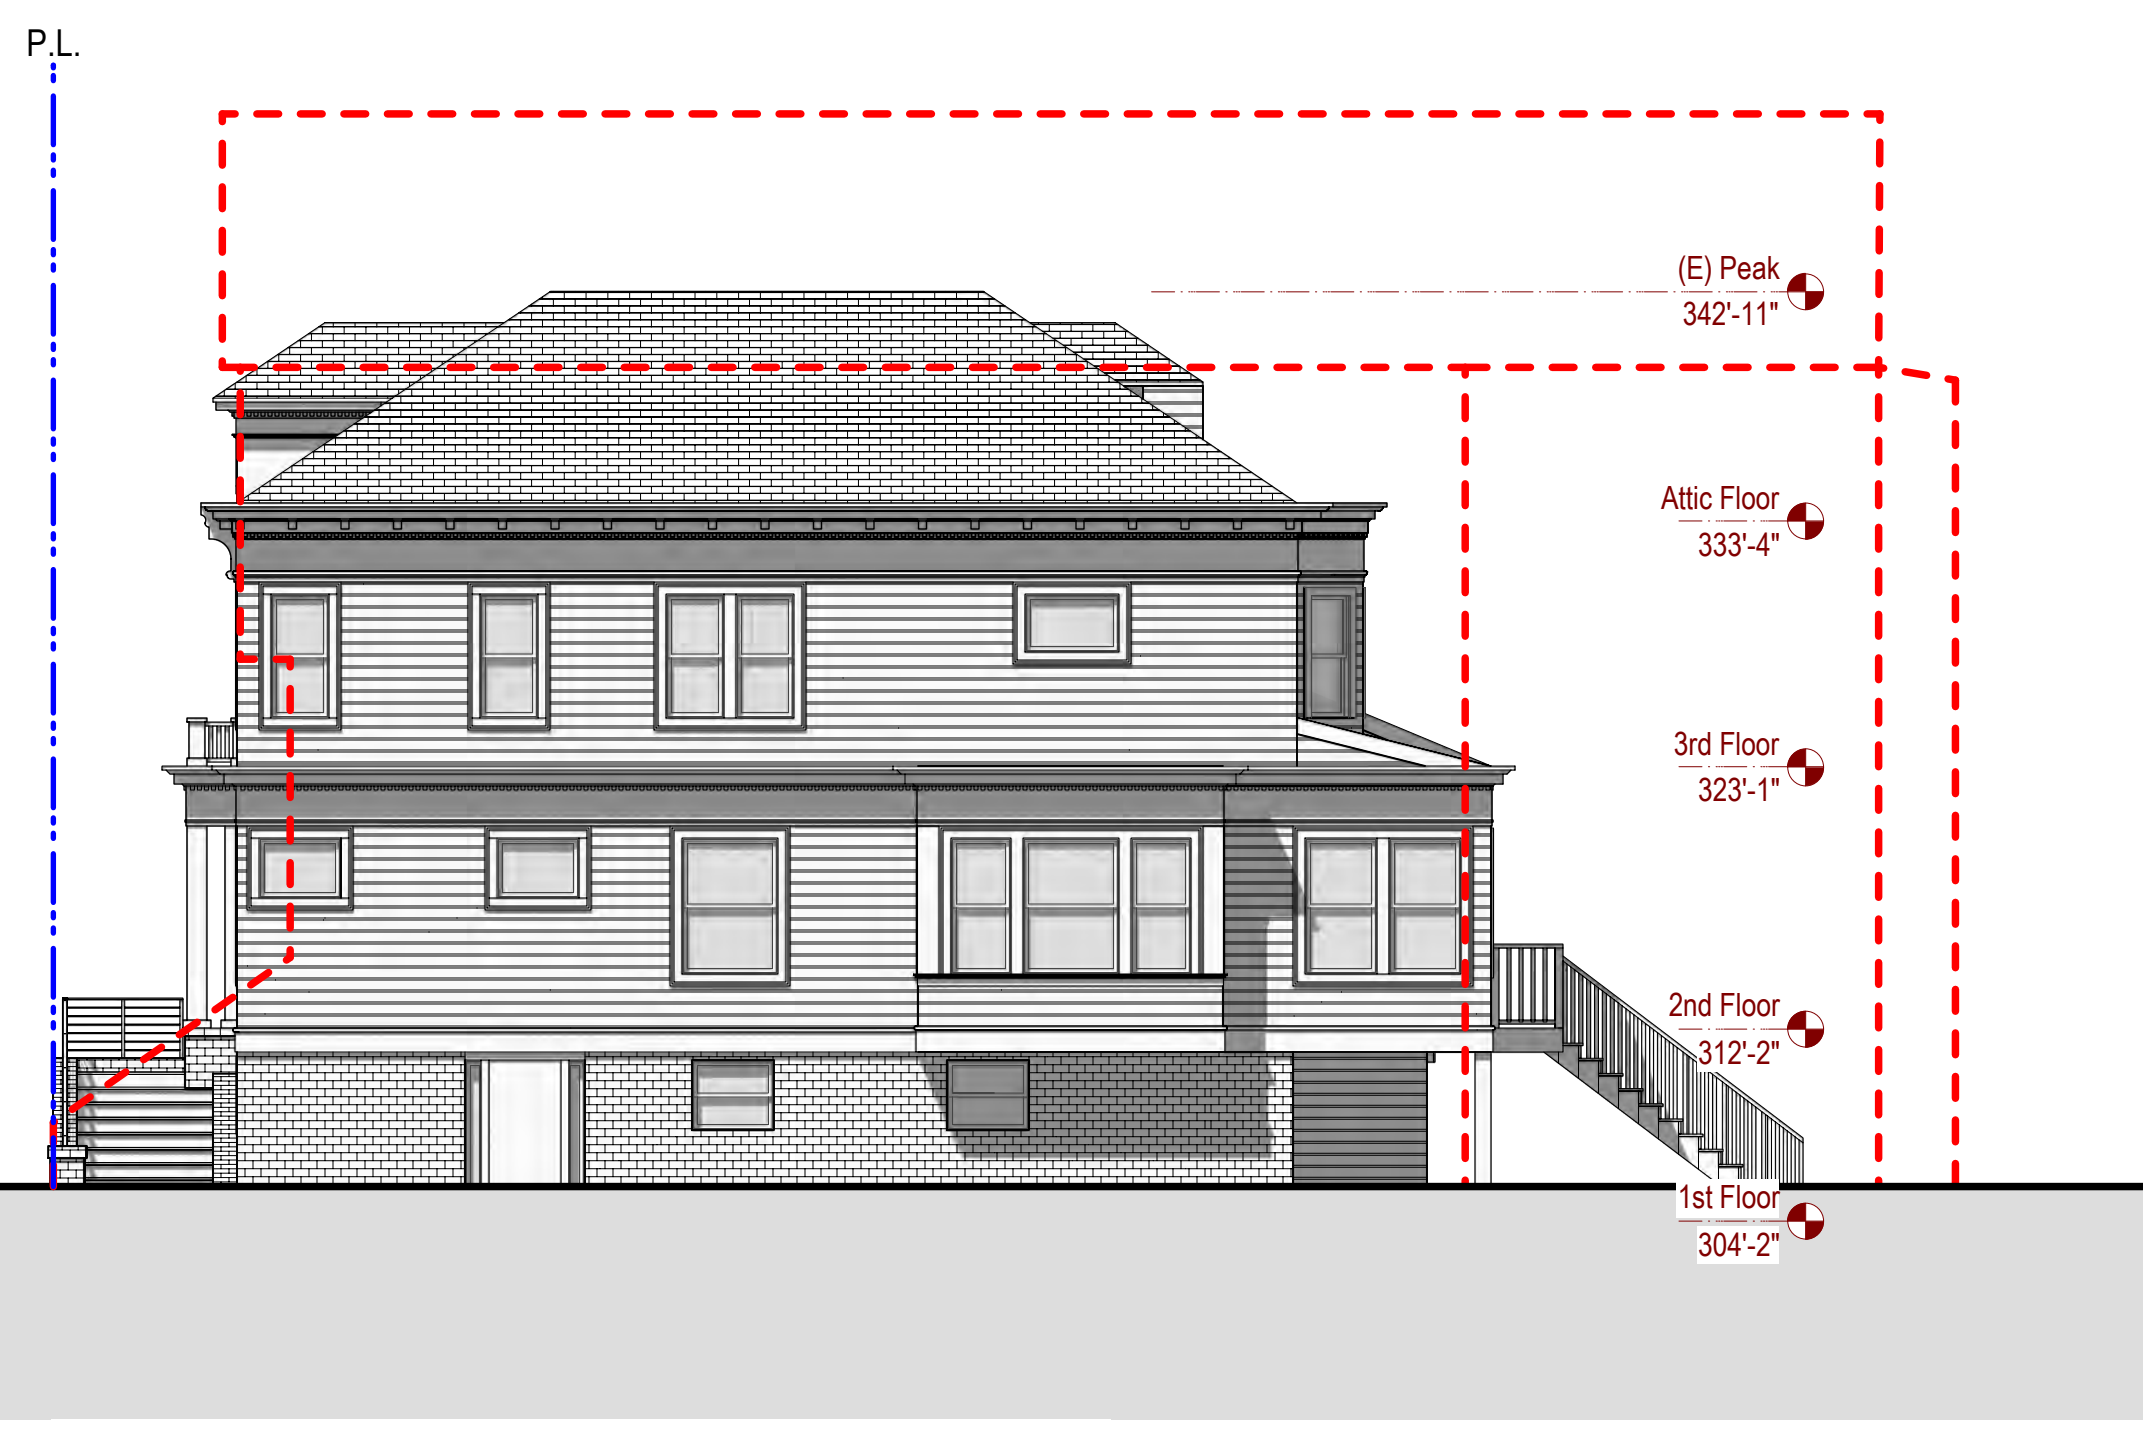 P.L.
(E) Peak
342'-11"
Attic Floor
333'-4"
3rd Floor
323'-1"
2nd Floor
312'-2"
1st Floor
304'-2"